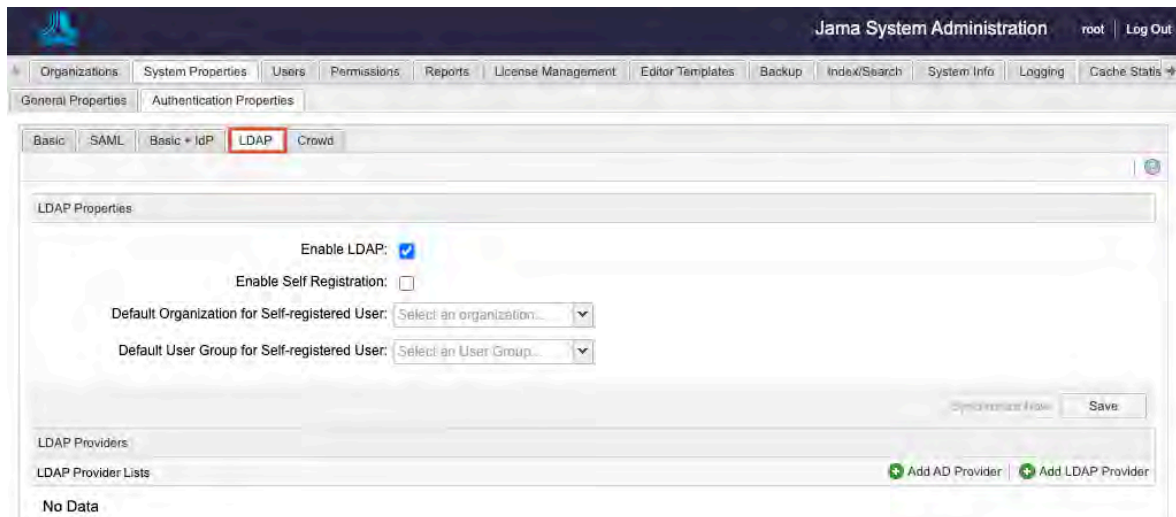 Jama System Administration root Log Out
Organizations System Properties Users Permissions Reports License Management Editor Templates Backup Index/Search System Info Logging Cache Statis
General Properties Authentication Properties
Basic SAML Basic + IdP LDAP Crowd
LDAP Properties
Enable LDAP:
Enable Self Registration:
Default Organization for Self-registered User: Select an organization...
Default User Group for Self-registered User: Select an User Group...
Synchronize Now Save
LDAP Providers
LDAP Provider Lists Add AD Provider Add LDAP Provider
No Data